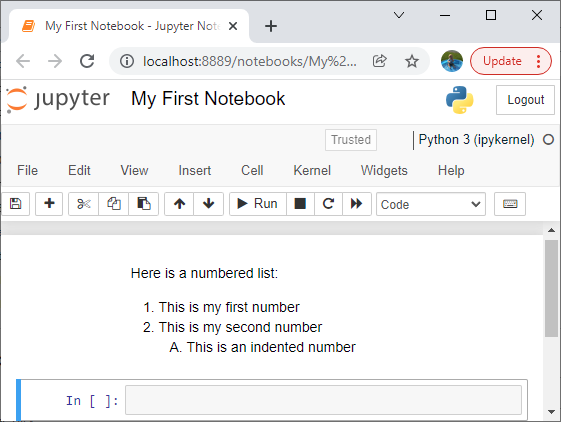 My First Notebook - Jupyter Note
localhost:8889/notebooks/My%2...
Update
jupyter My First Notebook Logout
Trusted Python 3 (ipykernel)
File Edit View Insert Cell Kernel Widgets Help
Run Code
Here is a numbered list:
1. This is my first number
2. This is my second number
A. This is an indented number
In [ ]: